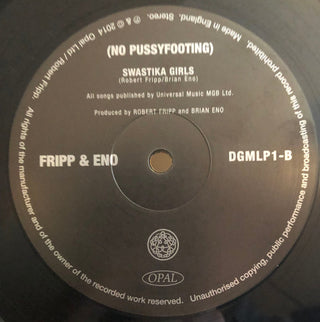 (NO PUSSYFOOTING)
SWASTIKA GIRLS
(Robert Fripp/Brian Eno)
All songs published by Universal Music MGB Ltd.
Produced by ROBERT FRIPP and BRIAN ENO
FRIPP & ENO
DGMLP1-B
OPAL
℗ & © 2014 Opal Ltd/ Robert Fripp. All rights of the manufacturer and of the owner of the recorded work reserved. Unauthorised copying, public performance and broadcasting of this record prohibited. Made in England. Stereo.